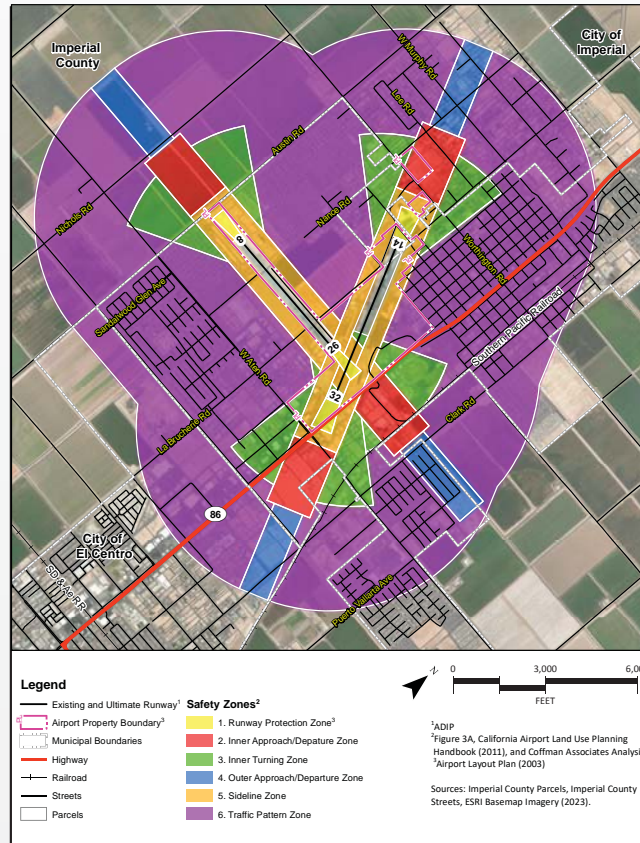 Imperial
County
City of
Imperial
W Murphy Rd
Lee Rd
Austin Rd
Nance Rd
Nichols Rd
8
14
Worthington Rd
Sandalwood Glen Ave
26
Southern Pacific Railroad
W Aten Rd
32
Clark Rd
La Brucherie Rd
86
City of
El Centro
SD & Ae RR
Puerto Vallarta Ave
Legend
Existing and Ultimate Runway¹
Airport Property Boundary³
Municipal Boundaries
Highway
Railroad
Streets
Parcels
Safety Zones²
1. Runway Protection Zone³
2. Inner Approach/Depature Zone
3. Inner Turning Zone
4. Outer Approach/Departure Zone
5. Sideline Zone
6. Traffic Pattern Zone
N
0 3,000 6,00
FEET
¹ADIP
²Figure 3A, California Airport Land Use Planning
Handbook (2011), and Coffman Associates Analysi
³Airport Layout Plan (2003)
Sources: Imperial County Parcels, Imperial County
Streets, ESRI Basemap Imagery (2023).